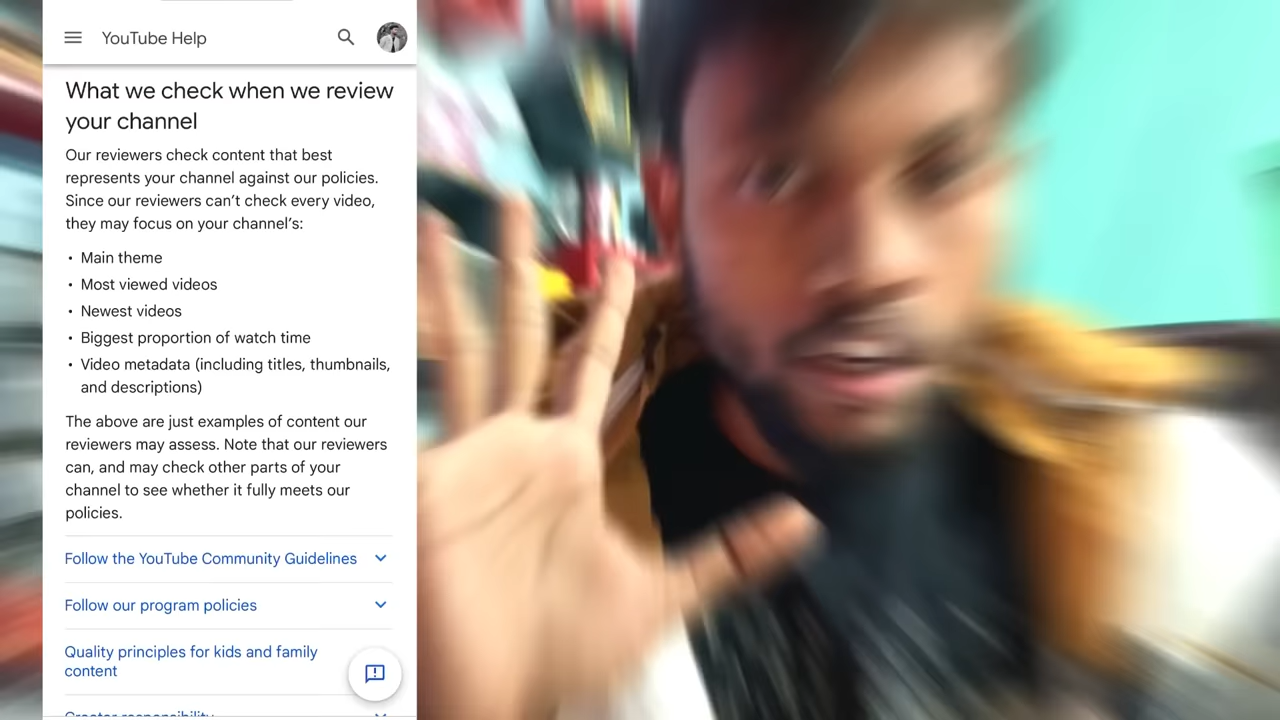 YouTube Help
What we check when we review
your channel
Our reviewers check content that best
represents your channel against our policies.
Since our reviewers can’t check every video,
they may focus on your channel’s:
• Main theme
• Most viewed videos
• Newest videos
• Biggest proportion of watch time
• Video metadata (including titles, thumbnails,
and descriptions)
The above are just examples of content our
reviewers may assess. Note that our reviewers
can, and may check other parts of your
channel to see whether it fully meets our
policies.
Follow the YouTube Community Guidelines
Follow our program policies
Quality principles for kids and family
content
Creator responsibility